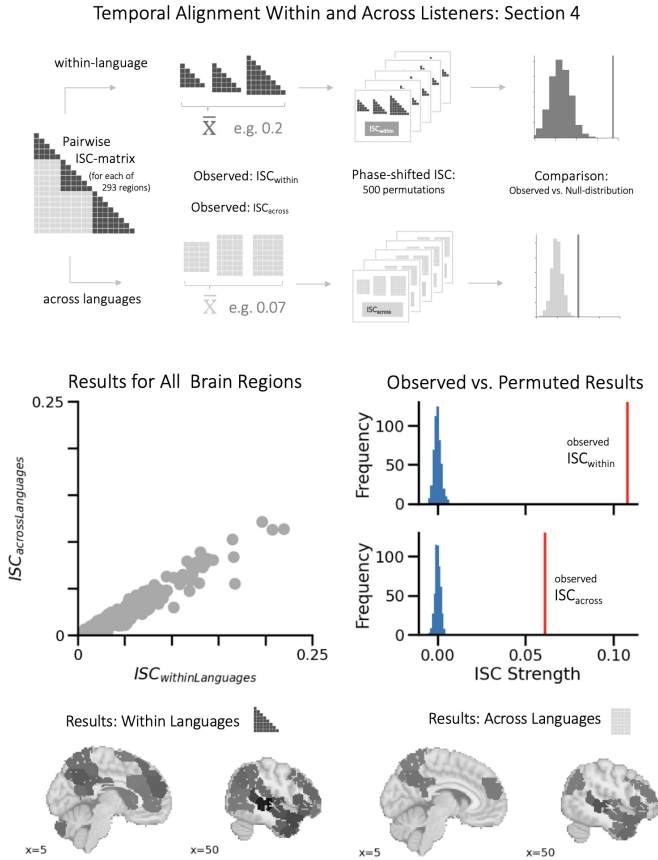 Temporal Alignment Within and Across Listeners: Section 4
within-language
X e.g. 0.2
ISCwithin
Pairwise
ISC-matrix
(for each of
293 regions)
Observed: ISCwithin
Observed: ISCacross
Phase-shifted ISC:
500 permutations
Comparison:
Observed vs. Null-distribution
across languages
X e.g. 0.07
ISCacross
Results for All Brain Regions
0.25
0
ISCacrossLanguages
0
0.25
ISCwithinLanguages
Observed vs. Permuted Results
Frequency
100
50
0
observed
ISCwithin
Frequency
100
50
0
observed
ISCacross
0.00
0.05
0.10
ISC Strength
Results: Within Languages
Results: Across Languages
x=5
x=50
x=5
x=50